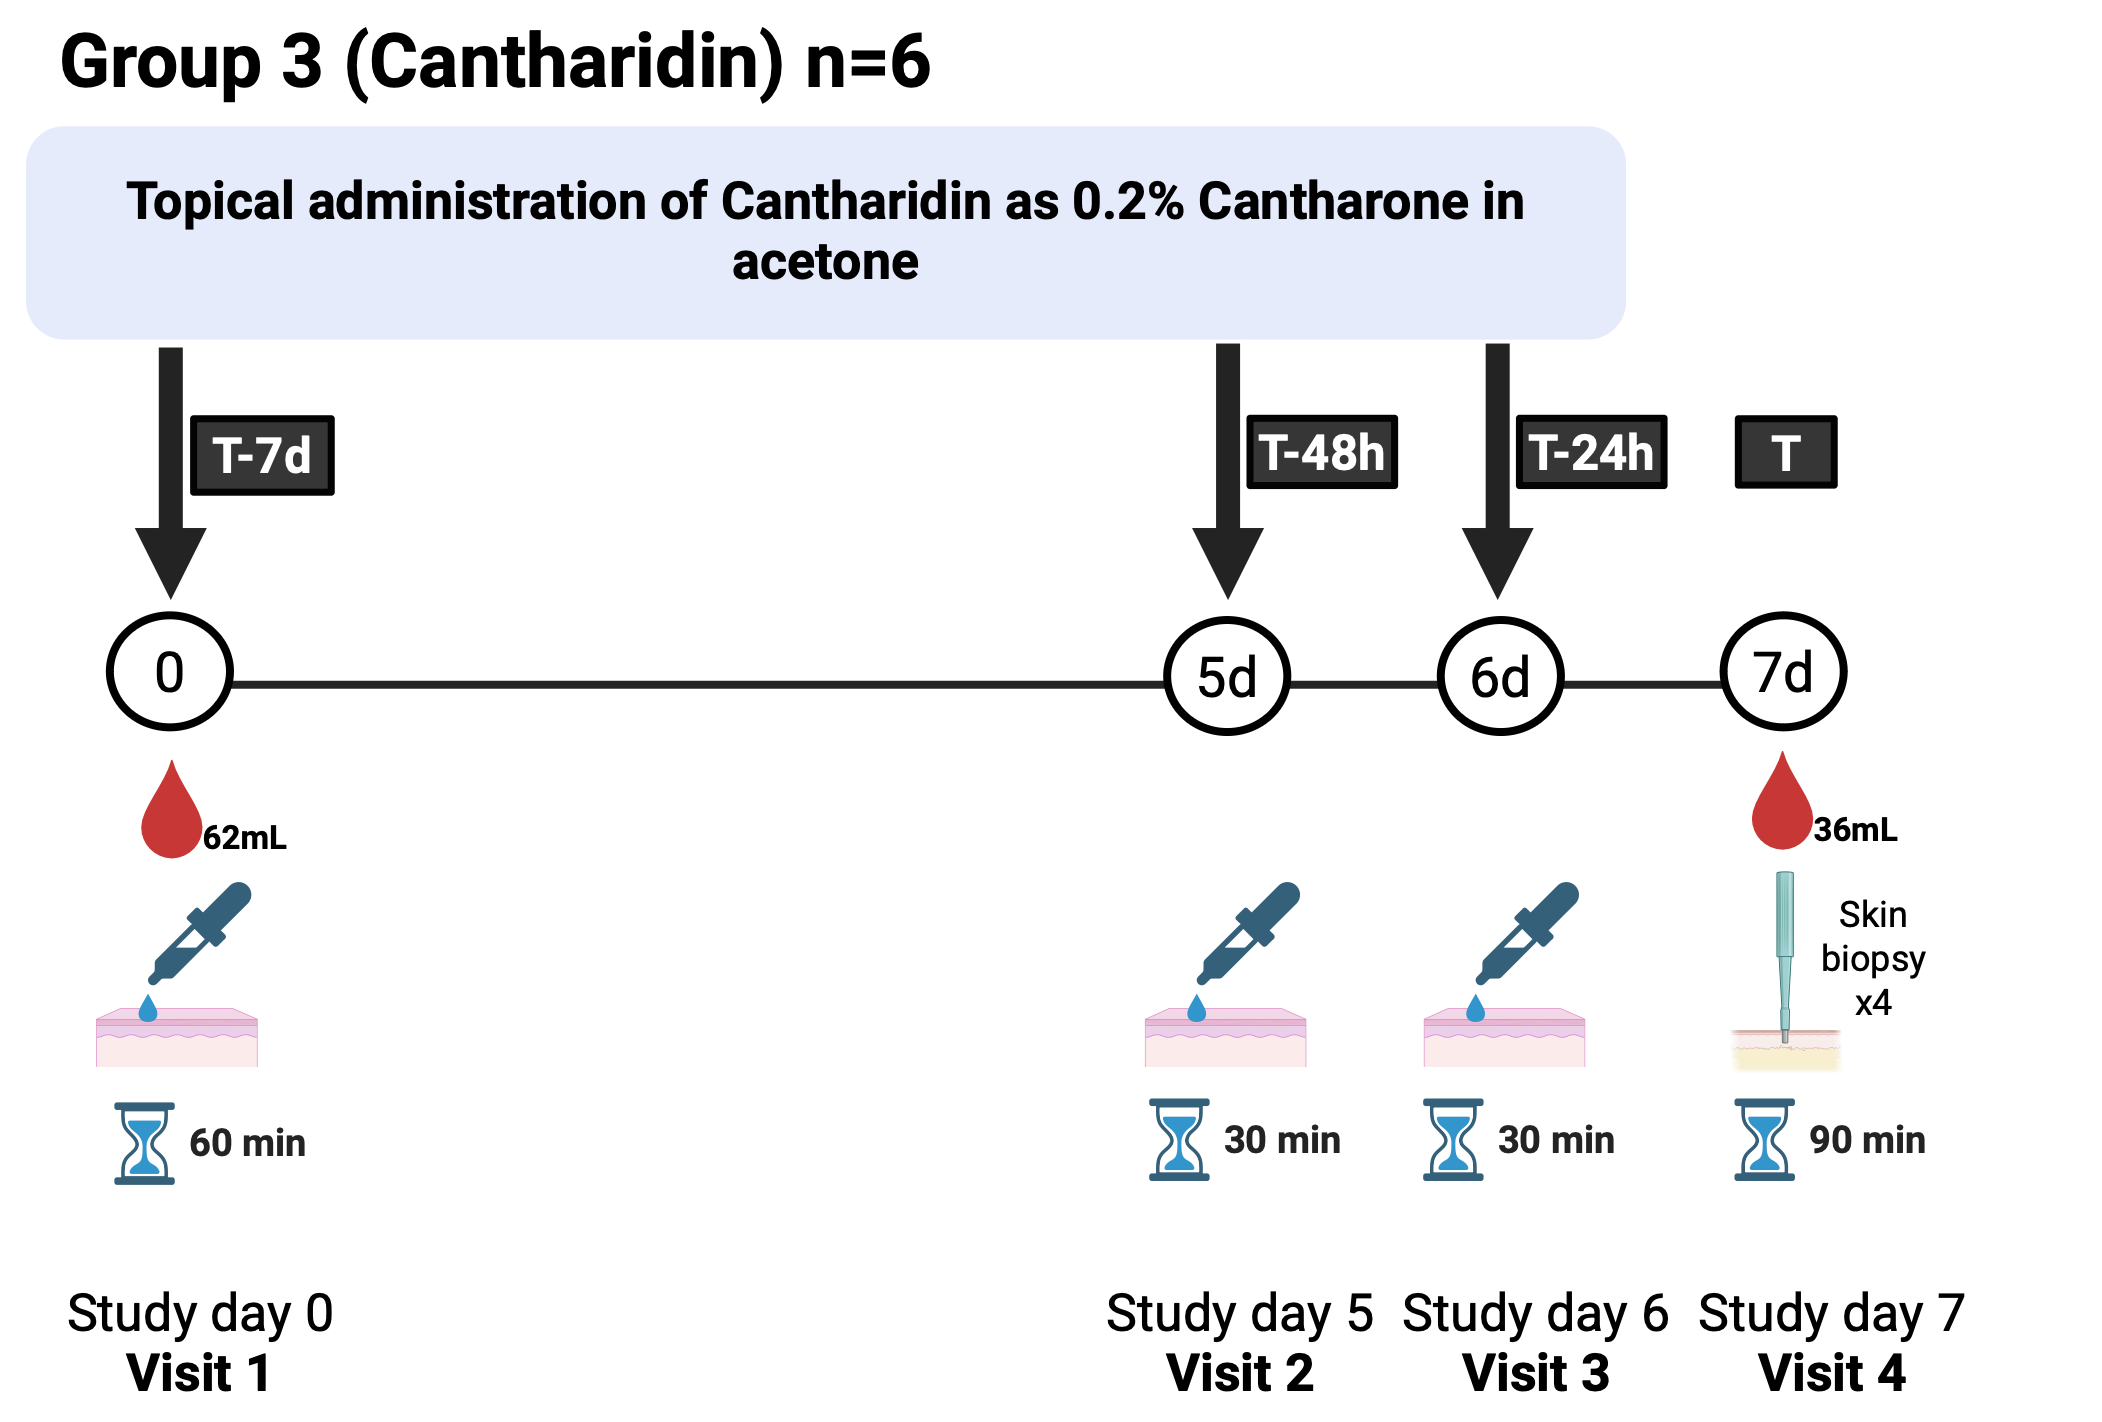 Group 3 (Cantharidin) n=6
Topical administration of Cantharidin as 0.2% Cantharone in
acetone
T-7d
T-48h
T-24h
T
0
5d
6d
7d
62mL
36mL
Skin
biopsy
x4
60 min
30 min
30 min
90 min
Study day 0
Visit 1
Study day 5
Visit 2
Study day 6
Visit 3
Study day 7
Visit 4